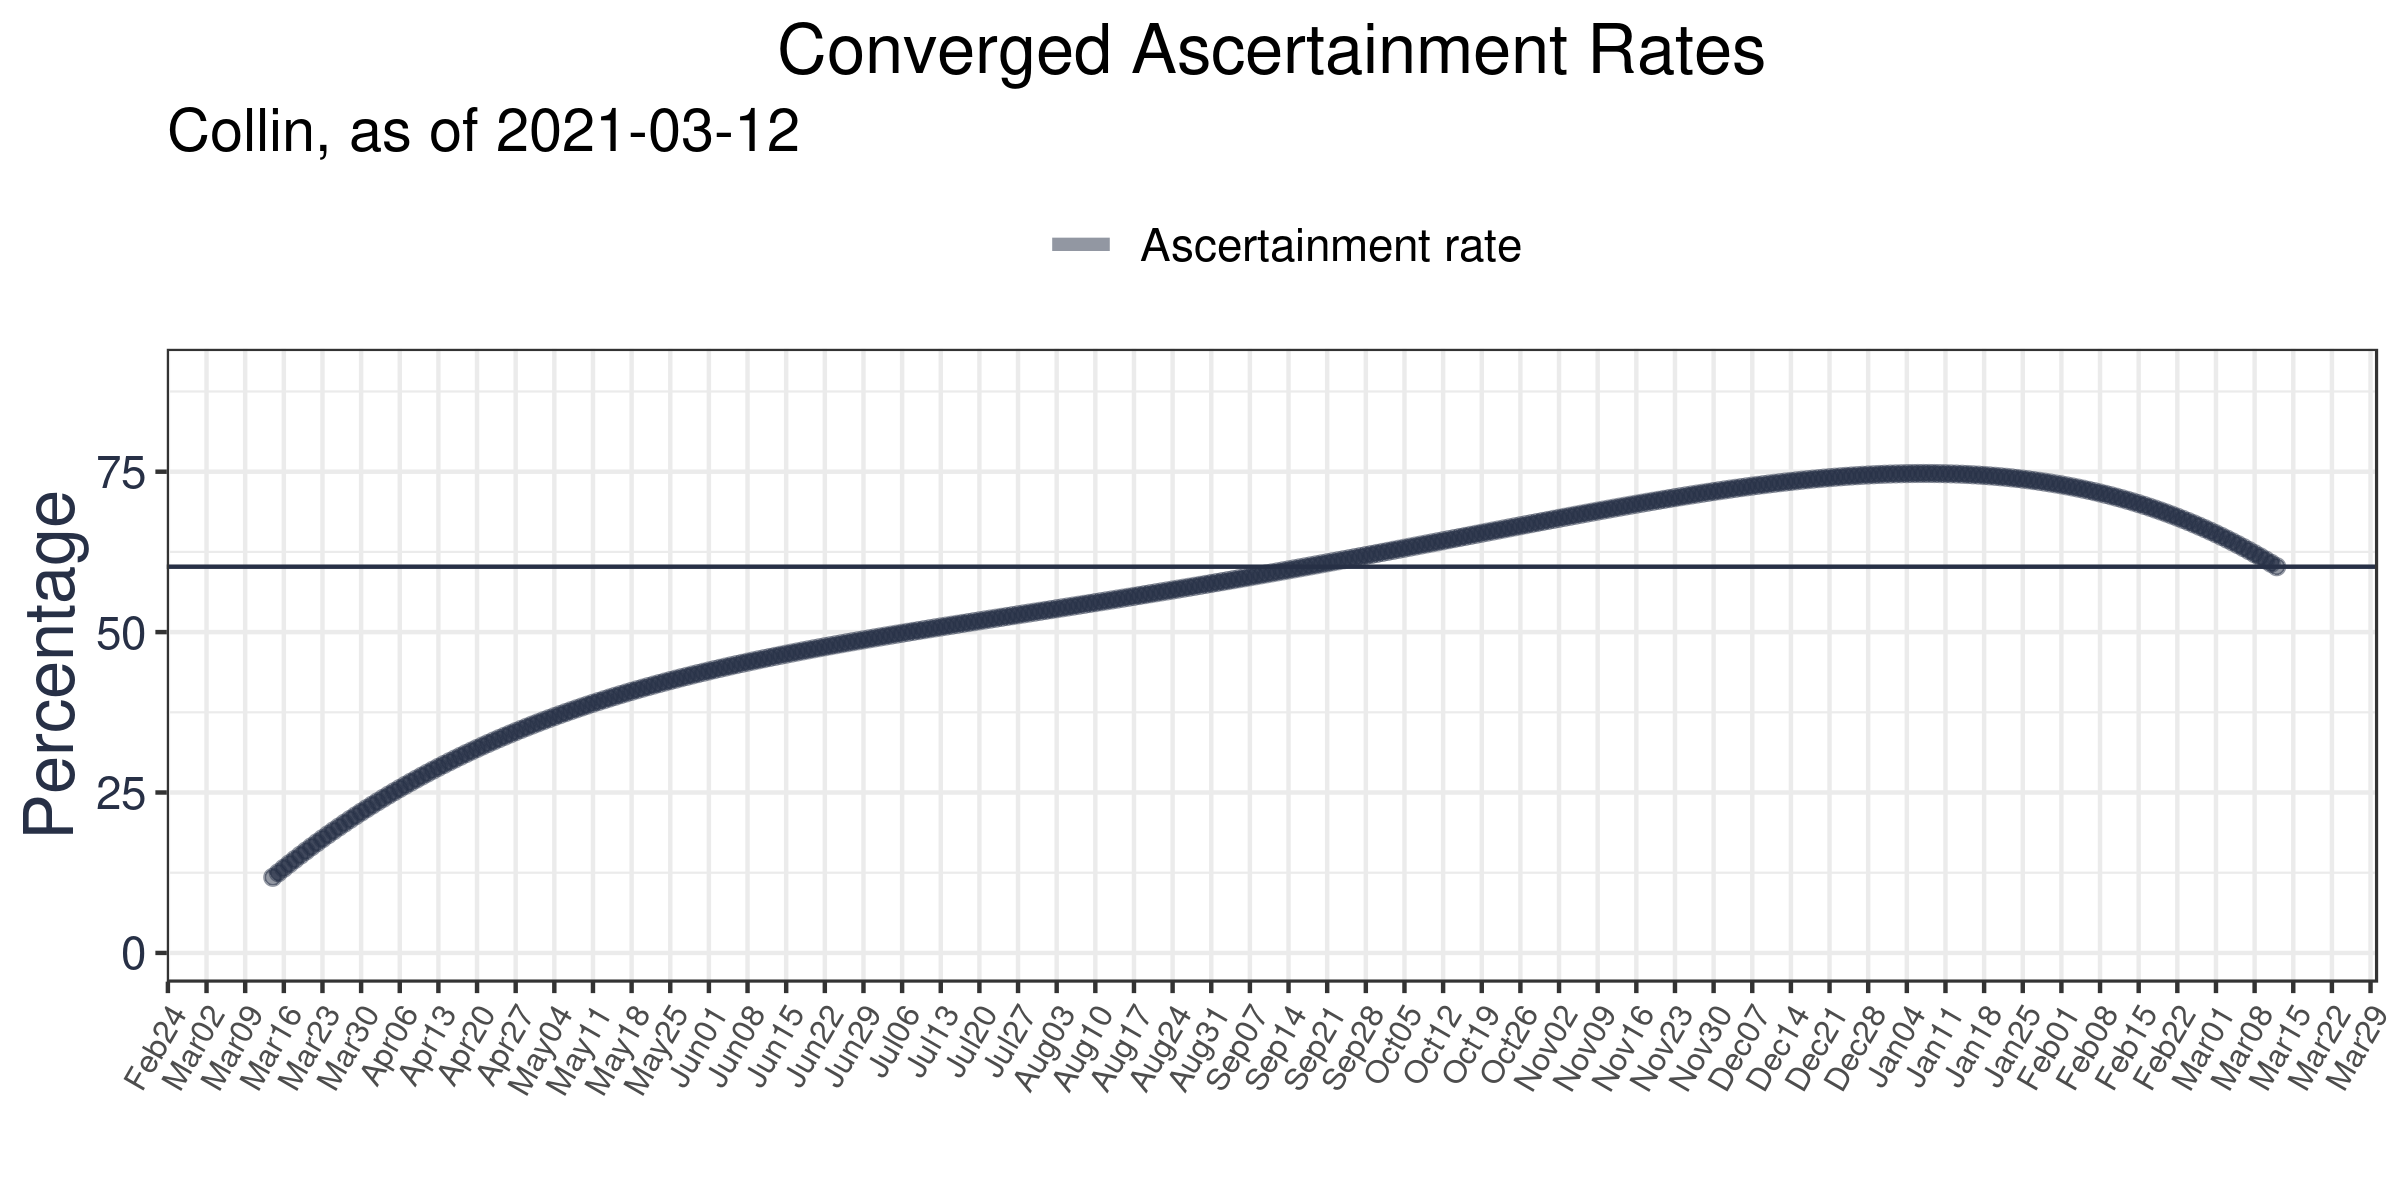 Converged Ascertainment Rates
Collin, as of 2021-03-12
Ascertainment rate
Percentage
75
50
25
0
Feb24 Mar02 Mar09 Mar16 Mar23 Mar30 Apr06 Apr13 Apr20 Apr27 May04 May11 May18 May25 Jun01 Jun08 Jun15 Jun22 Jun29 Jul06 Jul13 Jul20 Jul27 Aug03 Aug10 Aug17 Aug24 Aug31 Sep07 Sep14 Sep21 Sep28 Oct05 Oct12 Oct19 Oct26 Nov02 Nov09 Nov16 Nov23 Nov30 Dec07 Dec14 Dec21 Dec28 Jan04 Jan11 Jan18 Jan25 Feb01 Feb08 Feb15 Feb22 Mar01 Mar08 Mar15 Mar22 Mar29